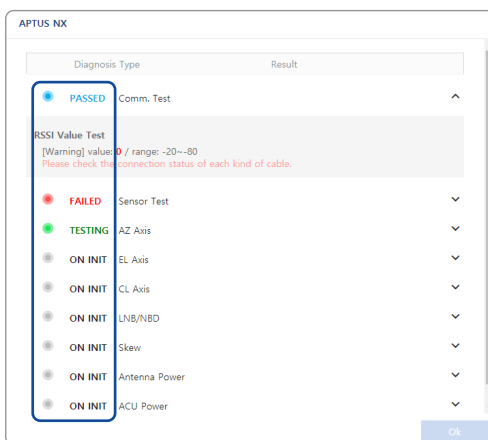 APTUS NX
Diagnosis Type Result
PASSED Comm. Test
RSSI Value Test
[Warning] value: 0 / range: -20~-80
Please check the connection status of each kind of cable.
FAILED Sensor Test
TESTING AZ Axis
ON INIT EL Axis
ON INIT CL Axis
ON INIT LNB/NBD
ON INIT Skew
ON INIT Antenna Power
ON INIT ACU Power
Ok